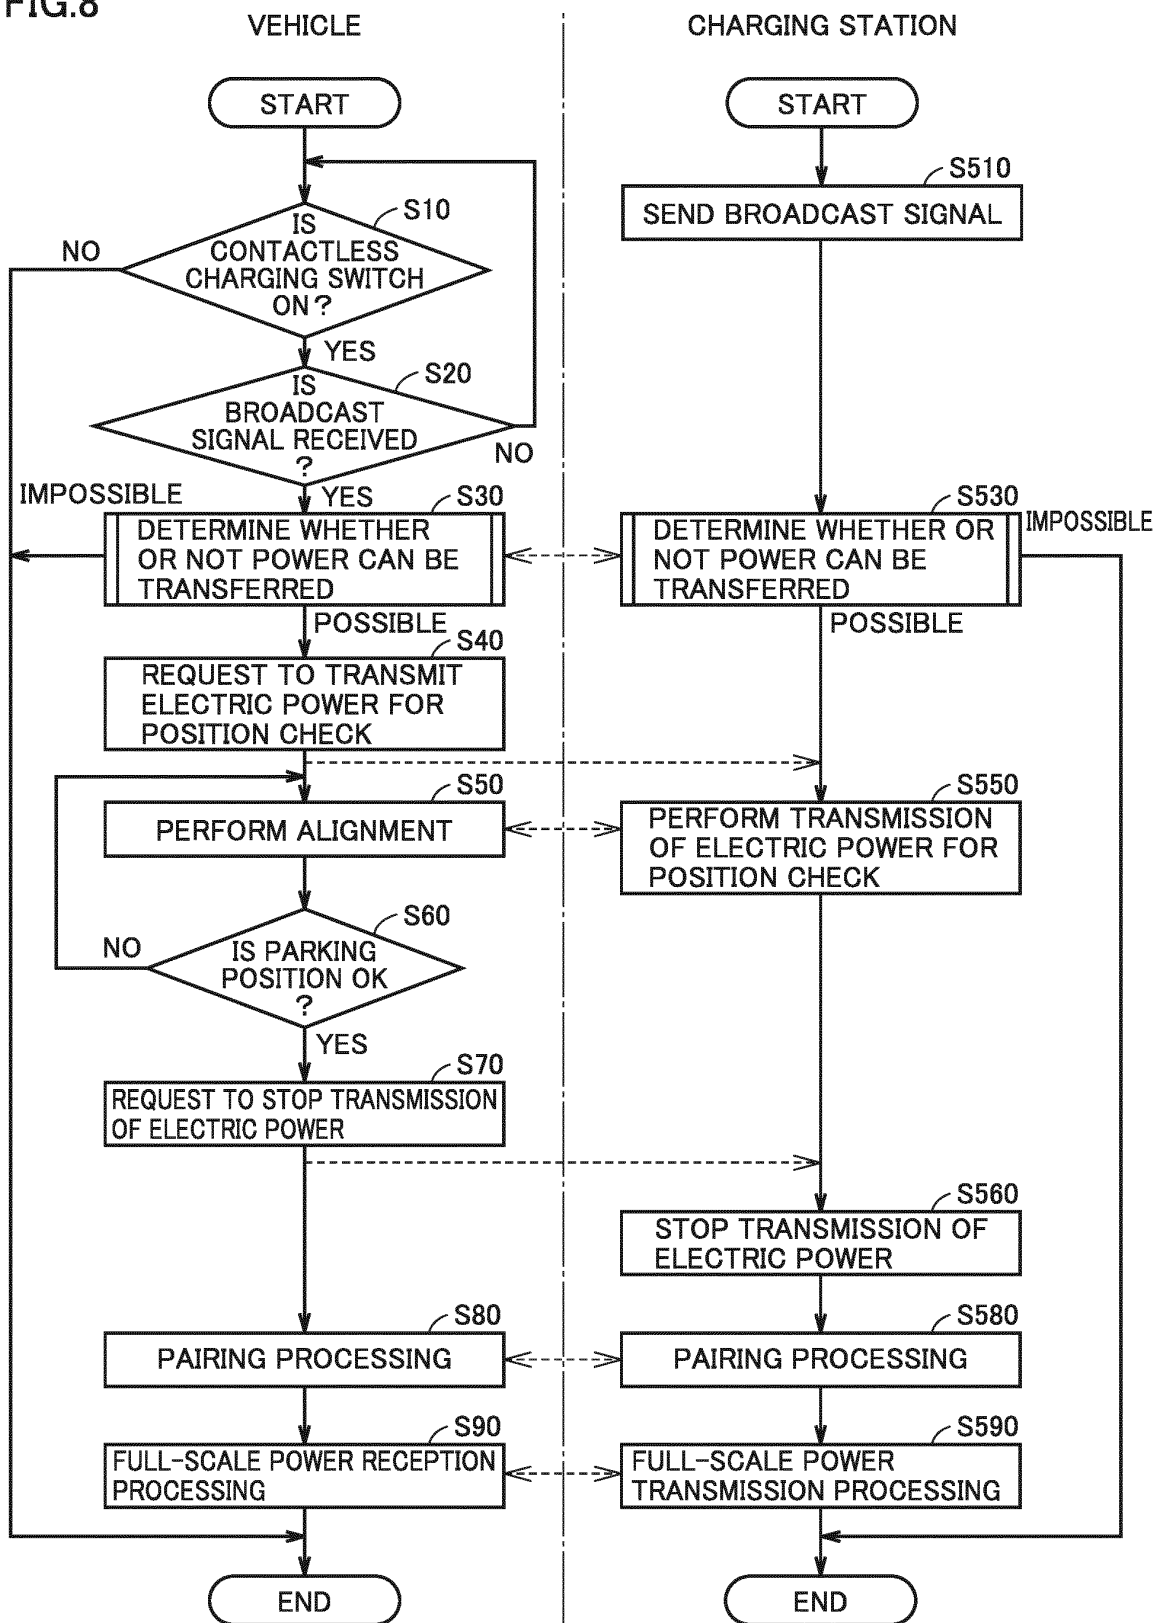 FIG.8
VEHICLE
CHARGING STATION
START
START
S510
SEND BROADCAST SIGNAL
S10
IS
CONTACTLESS
CHARGING SWITCH
ON?
NO
YES
S20
IS
BROADCAST
SIGNAL RECEIVED
?
NO
YES
IMPOSSIBLE
S30
DETERMINE WHETHER
OR NOT POWER CAN BE
TRANSFERRED
S530
DETERMINE WHETHER OR
NOT POWER CAN BE
TRANSFERRED
IMPOSSIBLE
POSSIBLE
POSSIBLE
S40
REQUEST TO TRANSMIT
ELECTRIC POWER FOR
POSITION CHECK
S50
PERFORM ALIGNMENT
S550
PERFORM TRANSMISSION
OF ELECTRIC POWER FOR
POSITION CHECK
S60
NO
IS PARKING
POSITION OK
?
YES
S70
REQUEST TO STOP TRANSMISSION
OF ELECTRIC POWER
S560
STOP TRANSMISSION OF
ELECTRIC POWER
S80
PAIRING PROCESSING
S580
PAIRING PROCESSING
S90
FULL-SCALE POWER RECEPTION
PROCESSING
S590
FULL-SCALE POWER
TRANSMISSION PROCESSING
END
END